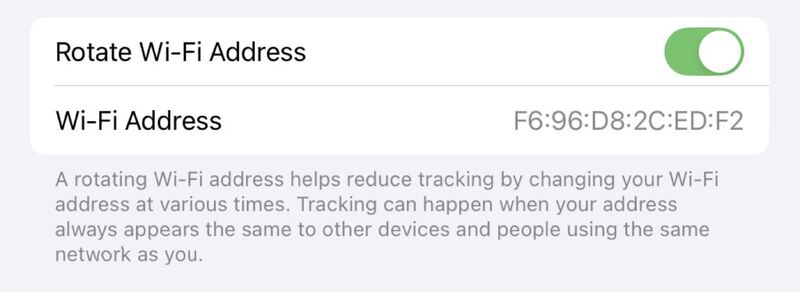 Rotate Wi-Fi Address
Wi-Fi Address F6:96:D8:2C:ED:F2
A rotating Wi-Fi address helps reduce tracking by changing your Wi-Fi
address at various times. Tracking can happen when your address
always appears the same to other devices and people using the same
network as you.